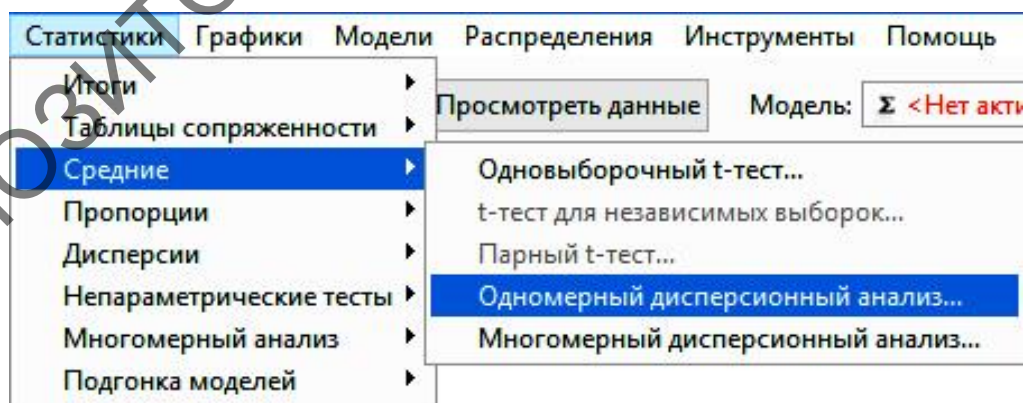 Статистики Графики Модели Распределения Инструменты Помощь
Итоги
Просмотреть данные Модель: Σ <Нет акти
Таблицы сопряженности
Средние
Одновыборочный t-тест...
Пропорции
t-тест для независимых выборок...
Дисперсии
Парный t-тест...
Непараметрические тесты
Одномерный дисперсионный анализ...
Многомерный анализ
Многомерный дисперсионный анализ...
Подгонка моделей